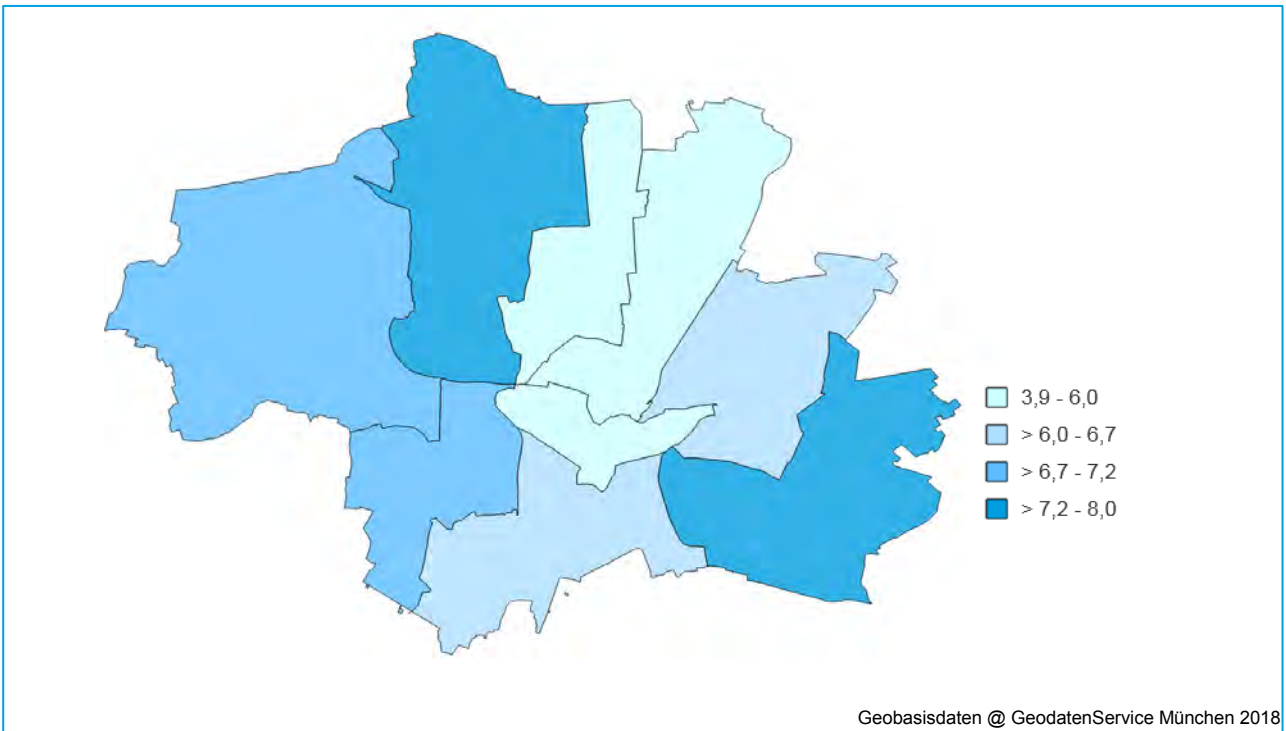 3,9 - 6,0
> 6,0 - 6,7
> 6,7 - 7,2
> 7,2 - 8,0
Geobasisdaten @ GeodatenService München 2018